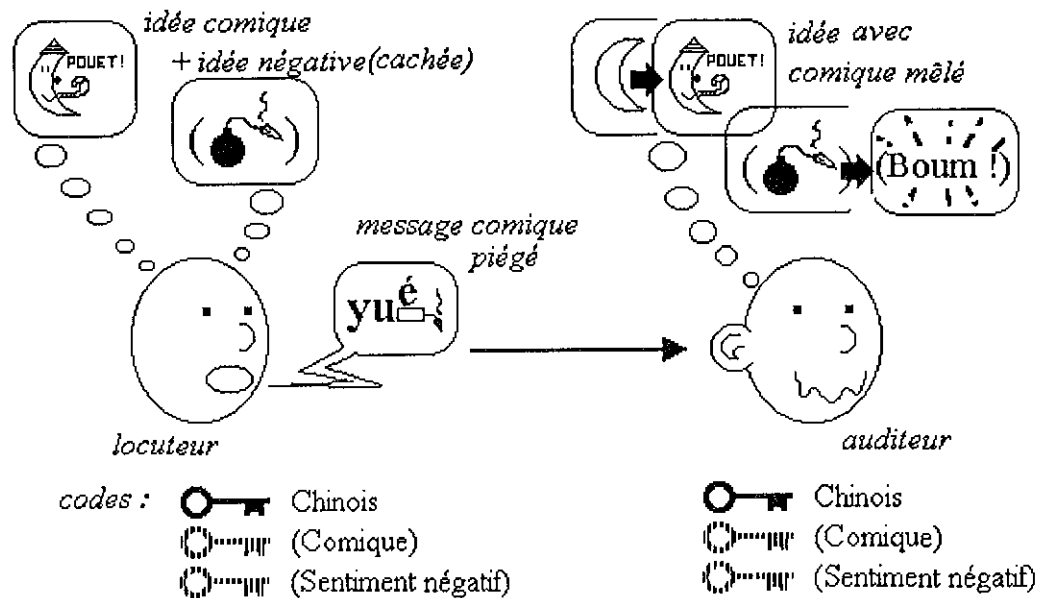 idée comique
+ idée négative (cachée)
POUET!
idée avec
comique mêlé
POUET!
(Boum !)
message comique
piégé
yué
locuteur
auditeur
codes :
Chinois
(Comique)
(Sentiment négatif)
Chinois
(Comique)
(Sentiment négatif)